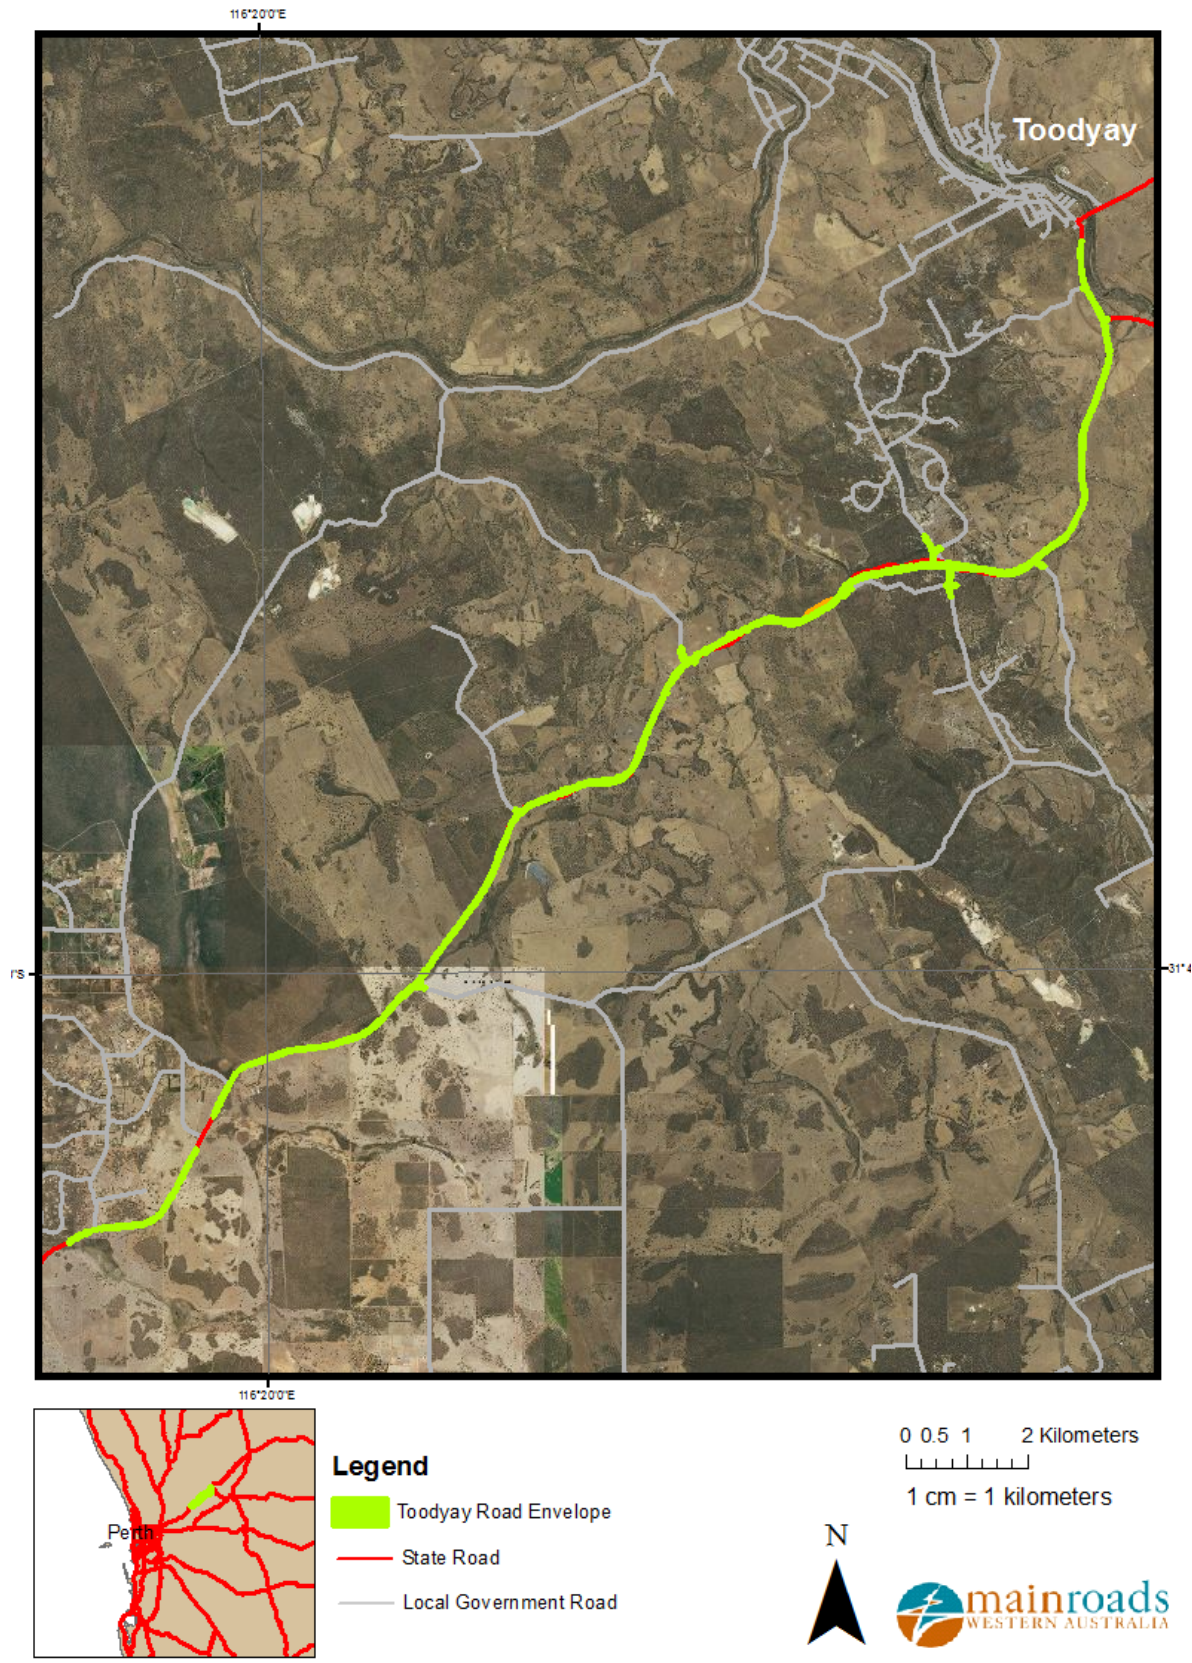 116°20'0"E
Toodyay
1'S
31°4
116°20'0"E
Perth
Legend
Toodyay Road Envelope
State Road
Local Government Road
0 0.5 1 2 Kilometers
1 cm = 1 kilometers
N
mainroads
WESTERN AUSTRALIA